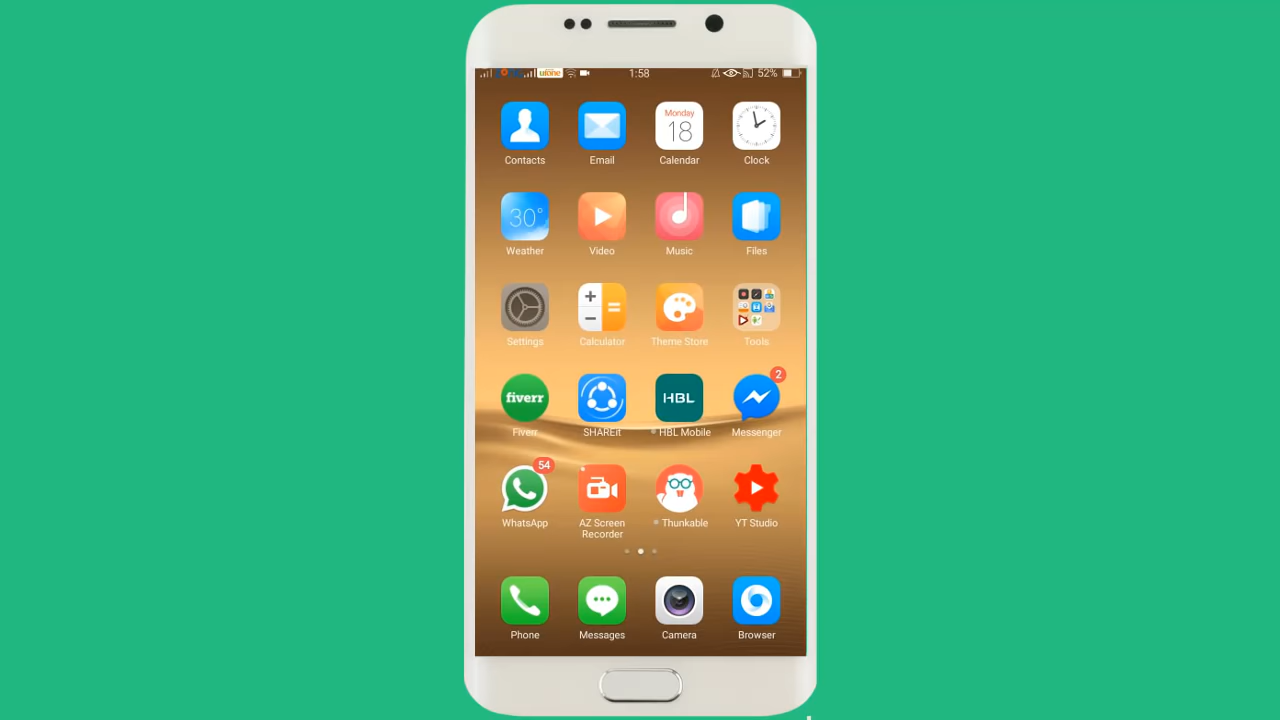 ufone 1:58 52%
Monday
18
Contacts Email Calendar Clock
30°
Weather Video Music Files
Settings Calculator Theme Store Tools
fiverr HBL 2
Fiverr SHAREit HBL Mobile Messenger
54
WhatsApp AZ Screen Thunkable YT Studio
Recorder
Phone Messages Camera Browser